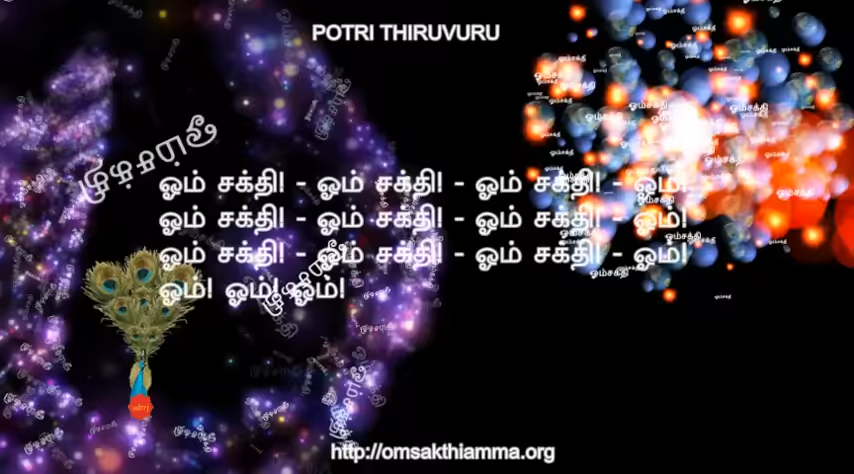 POTRI THIRUVURU
ஓம் சக்தி! - ஓம் சக்தி! - ஓம் சக்தி! - ஓம்!
ஓம் சக்தி! - ஓம் சக்தி! - ஓம் சக்தி! - ஓம்!
ஓம் சக்தி! - ஓம் சக்தி! - ஓம் சக்தி! - ஓம்!
ஓம்! ஓம்! ஓம்!
http://omsakthiamma.org